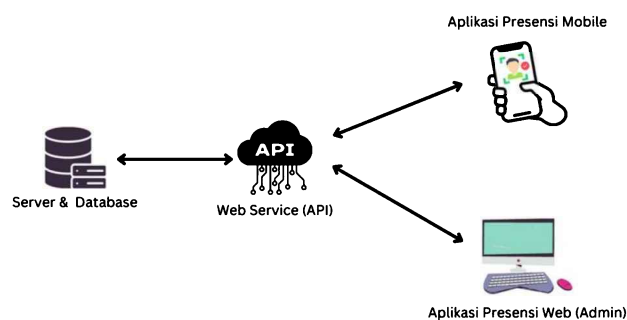 Aplikasi Presensi Mobile
API
Server & Database
Web Service (API)
Aplikasi Presensi Web (Admin)